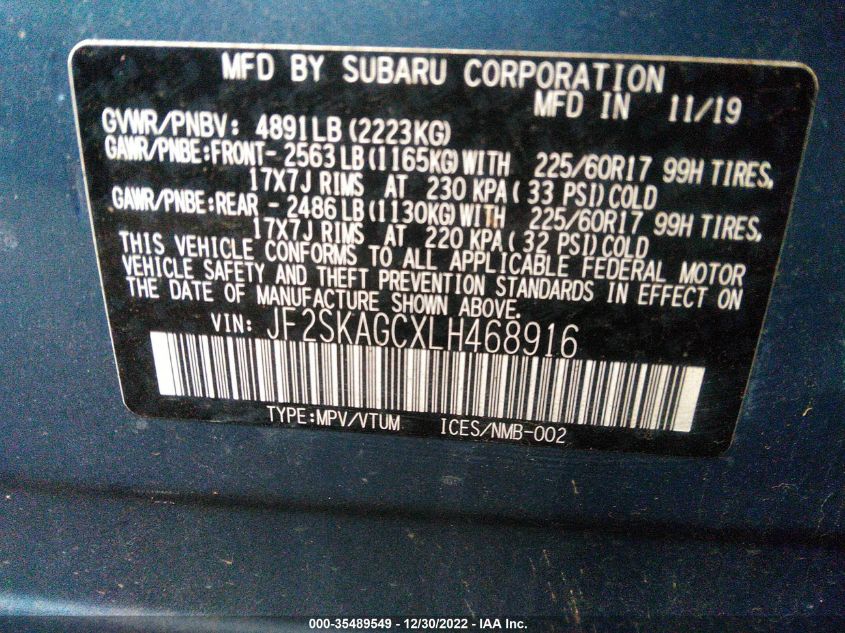 MFD BY SUBARU CORPORATION
MFD IN 11/19
GVWR/PNBV: 4891LB (2223KG)
GAWR/PNBE:FRONT- 2563 LB (1165KG) WITH 225/60R17 99H TIRES,
17X7J RIMS AT 230 KPA ( 33 PSI) COLD
GAWR/PNBE:REAR - 2486 LB (1130KG) WITH 225/60R17 99H TIRES,
17X7J RIMS AT 220 KPA ( 32 PSI) COLD
THIS VEHICLE CONFORMS TO ALL APPLICABLE FEDERAL MOTOR
VEHICLE SAFETY AND THEFT PREVENTION STANDARDS IN EFFECT ON
THE DATE OF MANUFACTURE SHOWN ABOVE.
VIN: JF2SKAGCXLH468916
TYPE:MPV/VTUM ICES/NMB-002
000-35489549 - 12/30/2022 - IAA Inc.